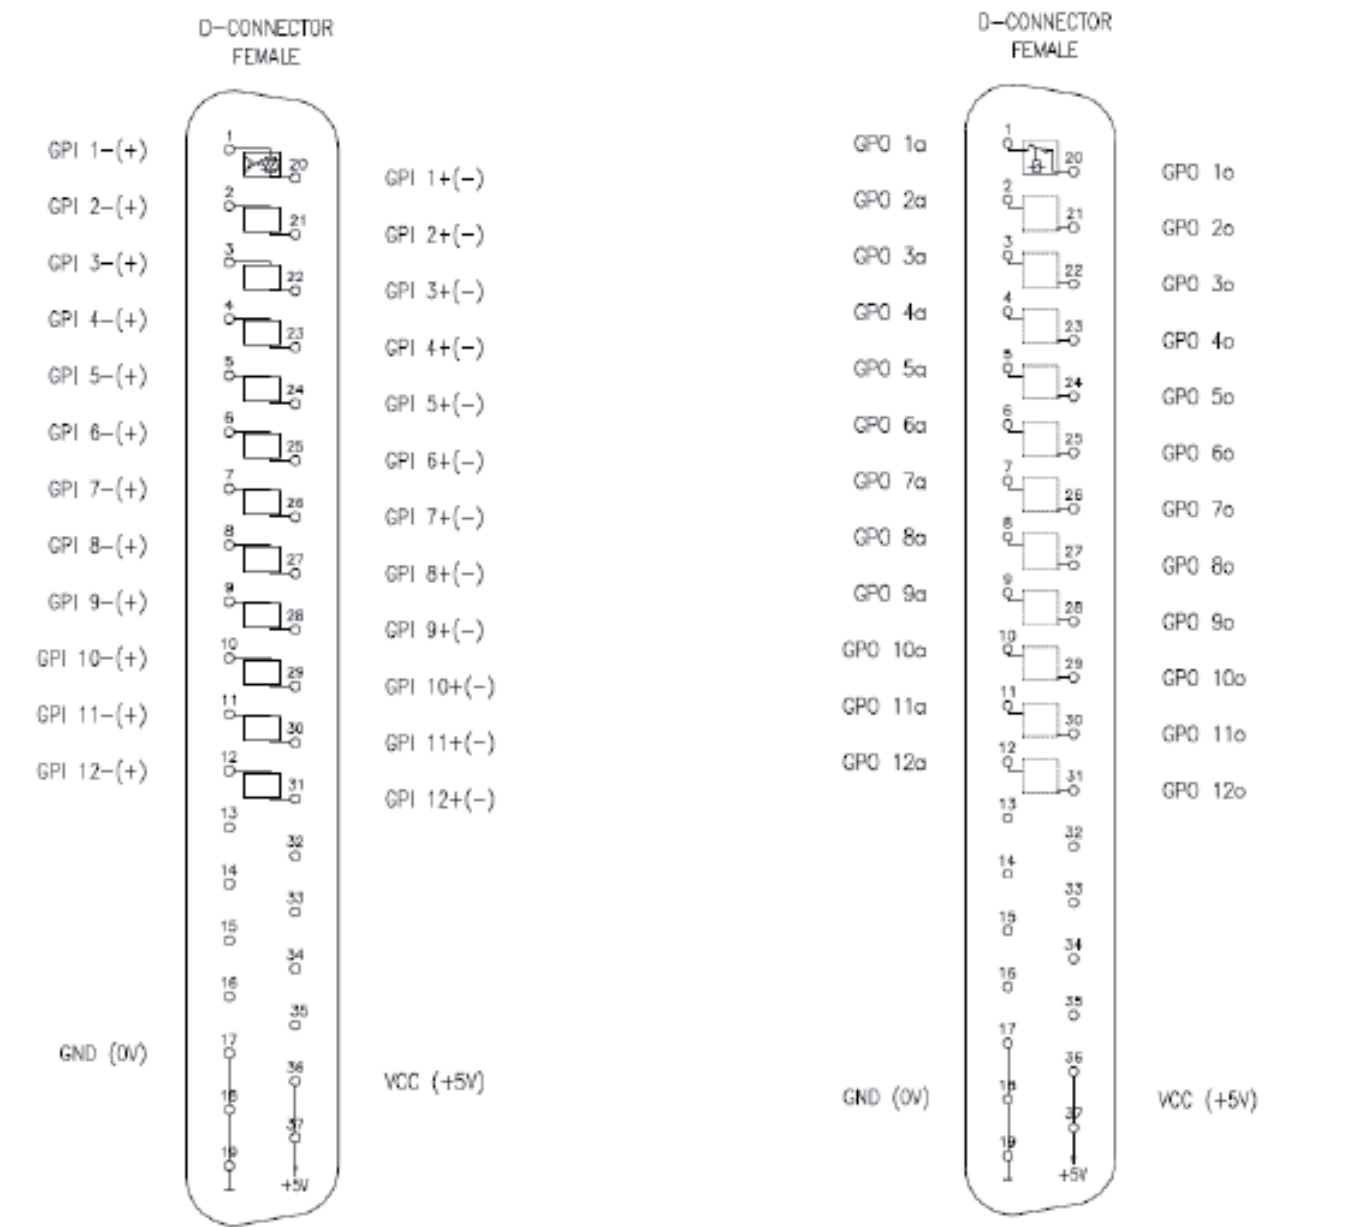 D-CONNECTOR
FEMALE
GPI 1-(+)
1
20
GPI 1+(-)
GPI 2-(+)
2
21
GPI 2+(-)
GPI 3-(+)
3
22
GPI 3+(-)
GPI 4-(+)
4
23
GPI 4+(-)
GPI 5-(+)
5
24
GPI 5+(-)
GPI 6-(+)
6
25
GPI 6+(-)
GPI 7-(+)
7
26
GPI 7+(-)
GPI 8-(+)
8
27
GPI 8+(-)
GPI 9-(+)
9
28
GPI 9+(-)
GPI 10-(+)
10
29
GPI 10+(-)
GPI 11-(+)
11
30
GPI 11+(-)
GPI 12-(+)
12
31
GPI 12+(-)
13
32
14
33
15
34
16
35
GND (0V)
17
36
VCC (+5V)
18
37
19
+5V
D-CONNECTOR
FEMALE
GPO 1a
1
20
GPO 1o
GPO 2a
2
21
GPO 2o
GPO 3a
3
22
GPO 3o
GPO 4a
4
23
GPO 4o
GPO 5a
5
24
GPO 5o
GPO 6a
6
25
GPO 6o
GPO 7a
7
26
GPO 7o
GPO 8a
8
27
GPO 8o
GPO 9a
9
28
GPO 9o
GPO 10a
10
29
GPO 10o
GPO 11a
11
30
GPO 11o
GPO 12a
12
31
GPO 12o
13
32
14
33
15
34
16
35
17
36
GND (0V)
18
37
VCC (+5V)
19
+5V